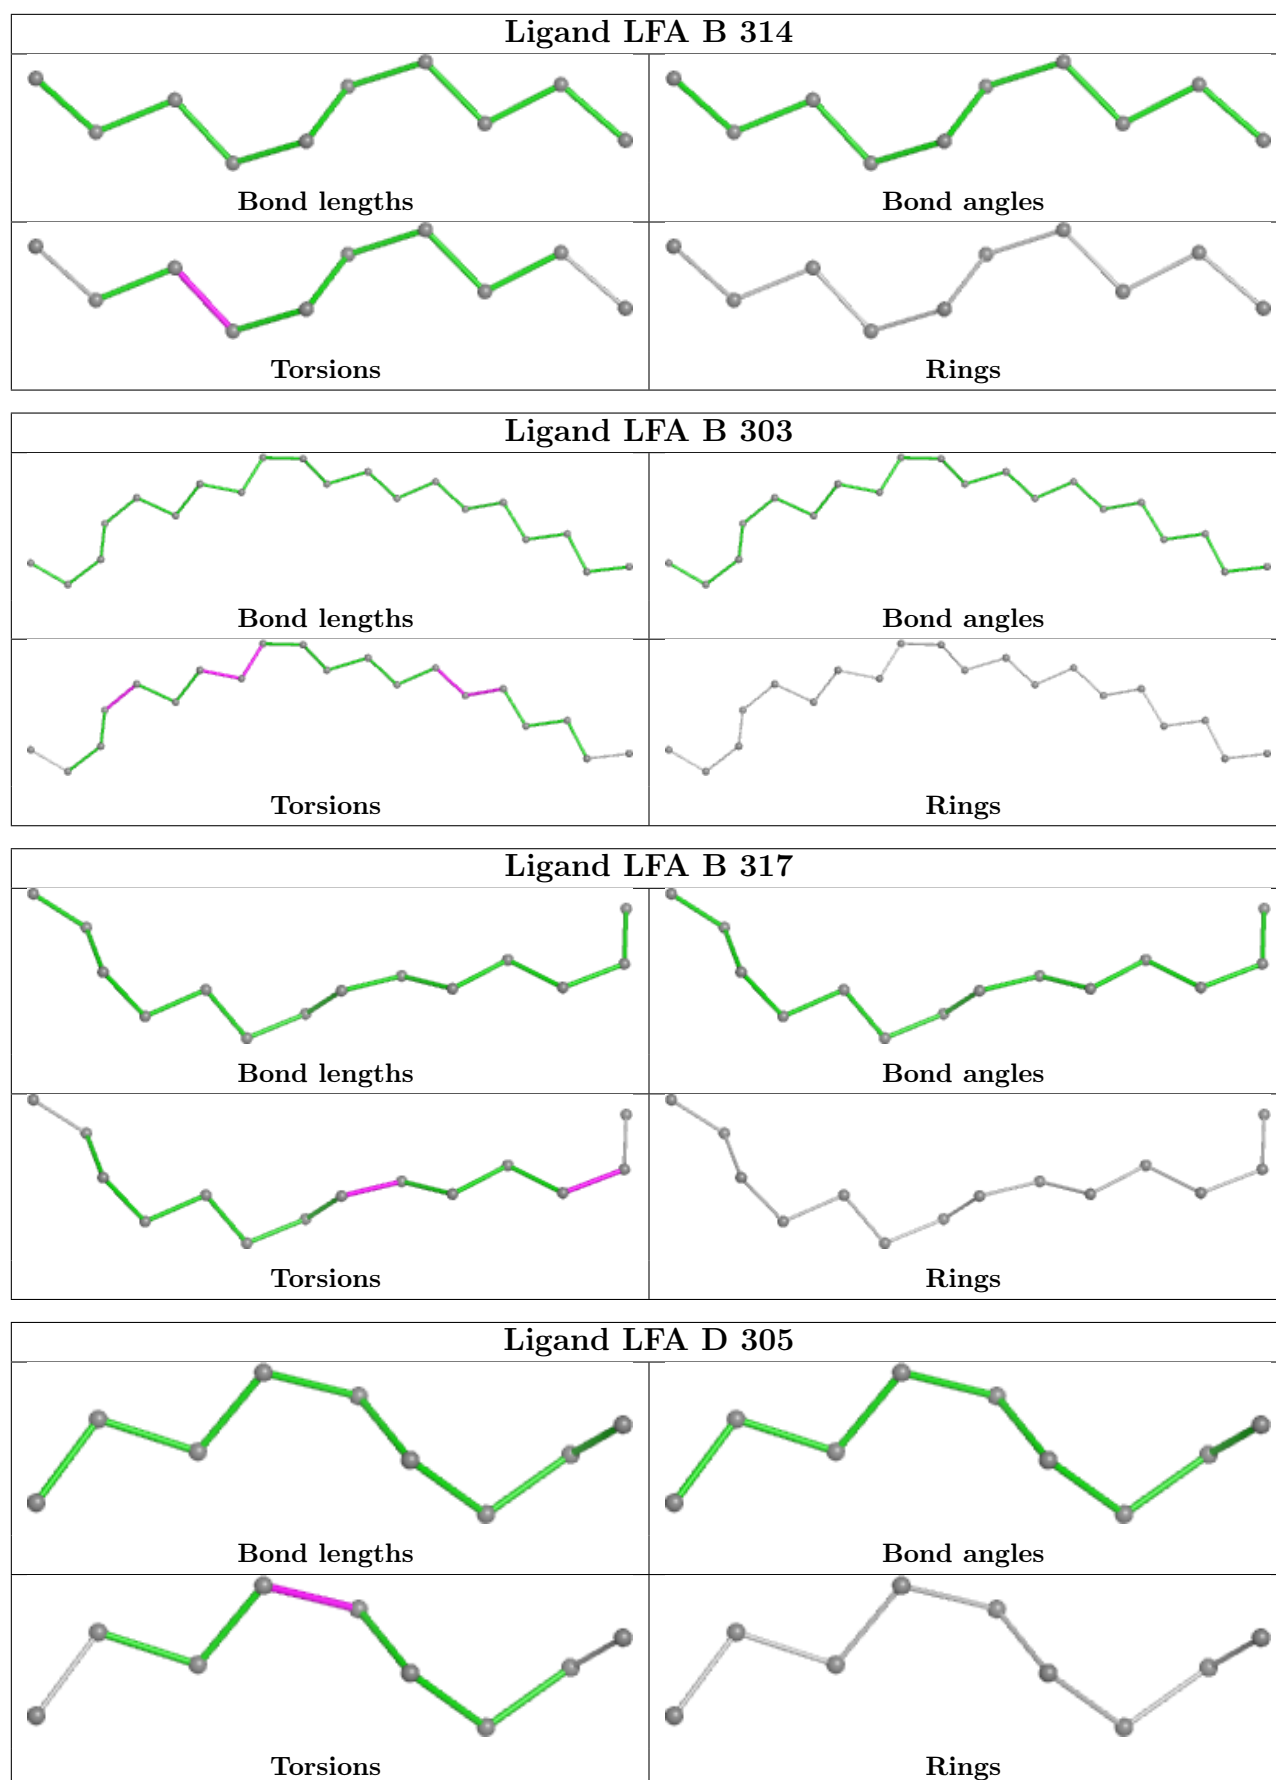 Ligand LFA B 314
Bond lengths
Bond angles
Torsions
Rings
Ligand LFA B 303
Bond lengths
Bond angles
Torsions
Rings
Ligand LFA B 317
Bond lengths
Bond angles
Torsions
Rings
Ligand LFA D 305
Bond lengths
Bond angles
Torsions
Rings